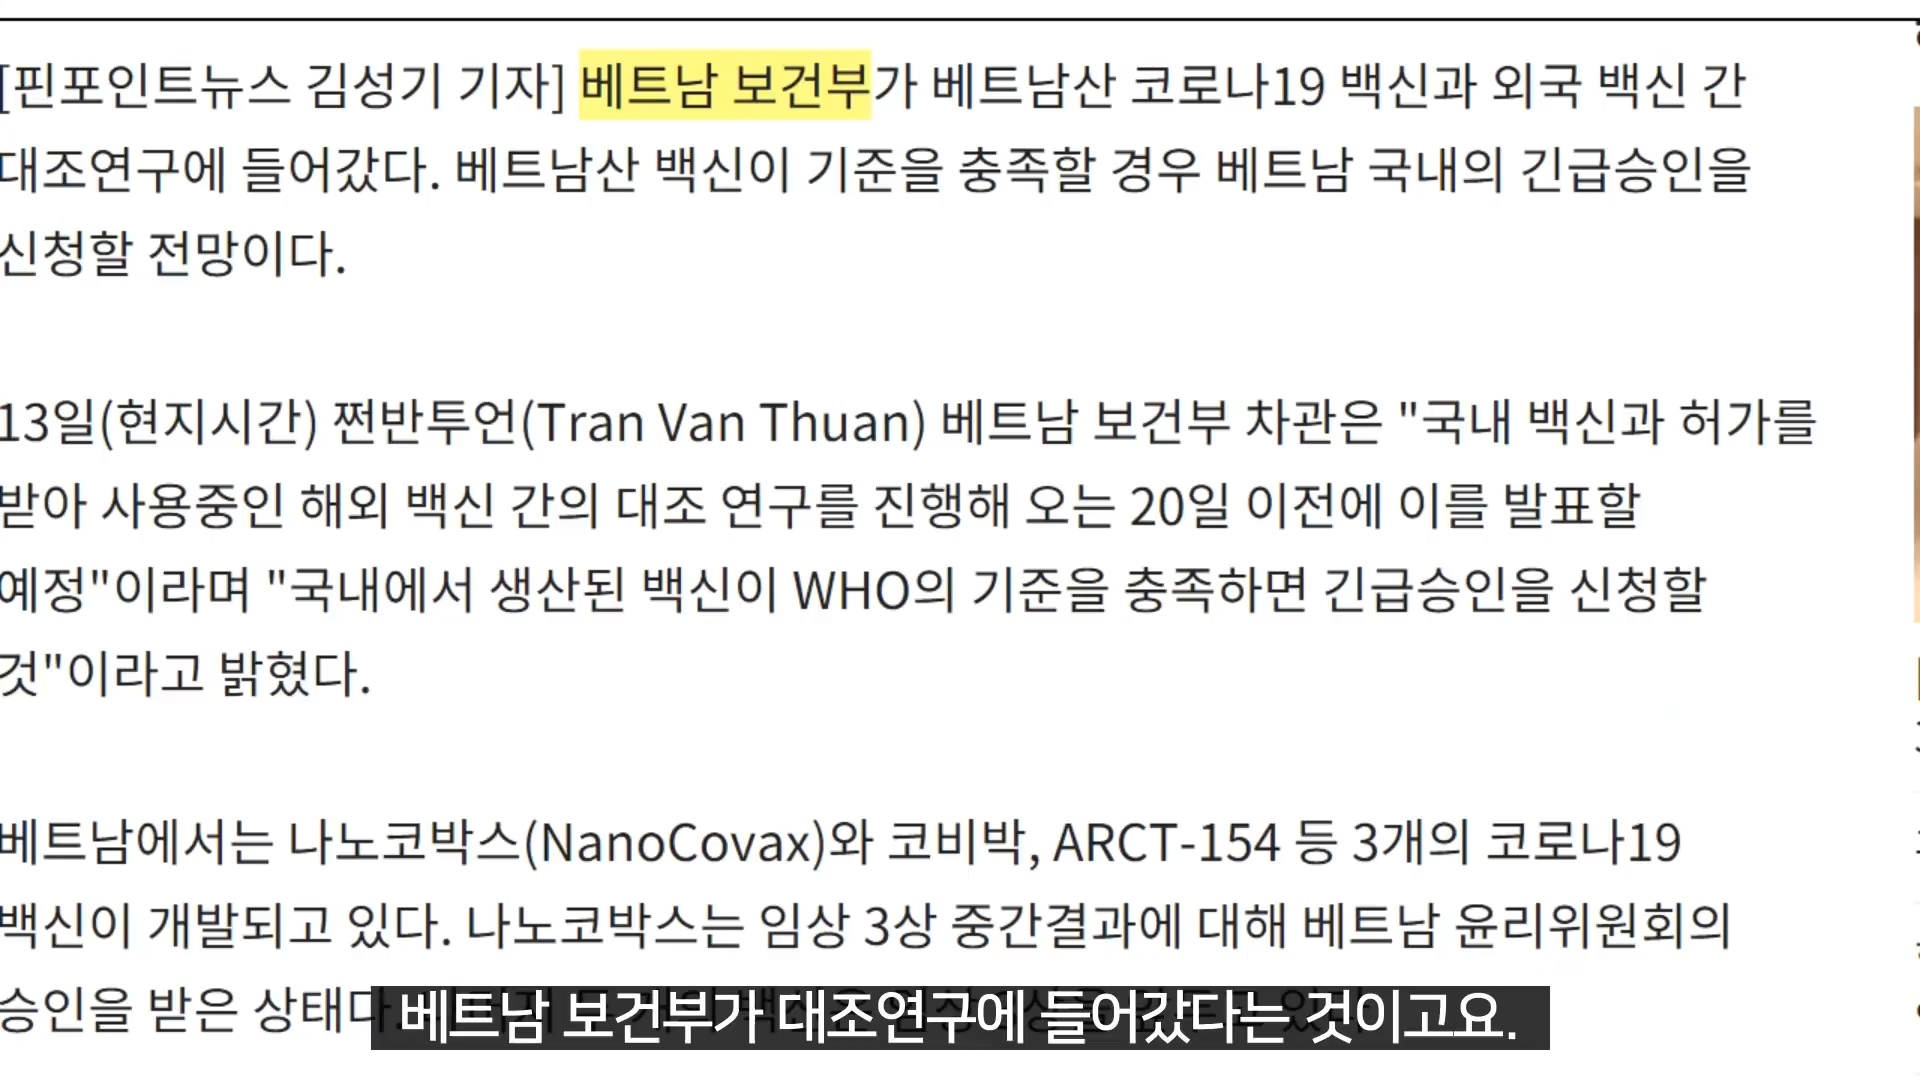 [핀포인트뉴스 김성기 기자] 베트남 보건부가 베트남산 코로나19 백신과 외국 백신 간
대조연구에 들어갔다. 베트남산 백신이 기준을 충족할 경우 베트남 국내의 긴급승인을
신청할 전망이다.
13일(현지시간) 쩐반투언(Tran Van Thuan) 베트남 보건부 차관은 "국내 백신과 허가를
받아 사용중인 해외 백신 간의 대조 연구를 진행해 오는 20일 이전에 이를 발표할
예정"이라며 "국내에서 생산된 백신이 WHO의 기준을 충족하면 긴급승인을 신청할
것"이라고 밝혔다.
베트남에서는 나노코박스(NanoCovax)와 코비박, ARCT-154 등 3개의 코로나19
백신이 개발되고 있다. 나노코박스는 임상 3상 중간결과에 대해 베트남 윤리위원회의
승인을 받은 상태다.
베트남 보건부가 대조연구에 들어갔다는 것이고요.